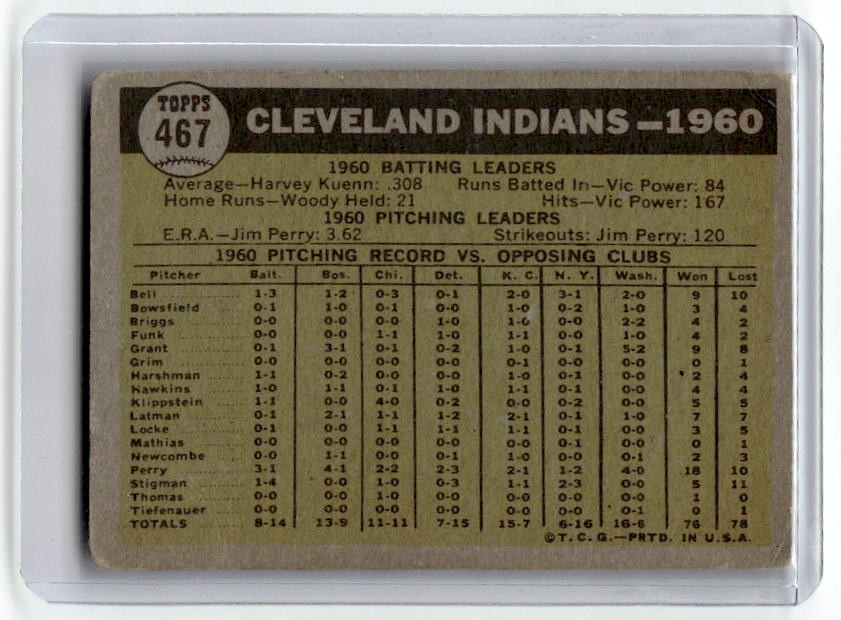 TOPPS
467
CLEVELAND INDIANS—1960
1960 BATTING LEADERS
Average—Harvey Kuenn: .308 Runs Batted In—Vic Power: 84
Home Runs—Woody Held: 21 Hits—Vic Power: 167
1960 PITCHING LEADERS
E.R.A.—Jim Perry: 3.62 Strikeouts: Jim Perry: 120
1960 PITCHING RECORD VS. OPPOSING CLUBS
Pitcher Balt. Bos. Chi. Det. K. C. N. Y. Wash. Won Lost
Bell 1-3 1-2 0-3 0-1 2-0 3-1 2-0 9 10
Bowsfield 0-1 1-0 0-1 0-0 1-0 0-2 1-0 3 4
Briggs 0-0 0-0 0-0 1-0 1-0 0-0 2-2 4 2
Funk 0-0 0-0 1-1 1-0 1-1 0-0 1-0 4 2
Grant 0-1 3-1 0-1 0-2 1-0 0-1 5-2 9 8
Grim 0-0 0-0 0-0 0-0 0-1 0-0 0-0 0 1
Harshman 1-1 0-2 0-0 0-0 1-0 0-1 0-0 2 4
Hawkins 1-0 1-1 0-1 1-0 1-1 0-1 0-0 4 4
Klippstein 1-1 0-0 4-0 0-2 0-0 0-2 0-0 5 5
Latman 0-1 2-1 1-1 1-2 2-1 0-1 1-0 7 7
Locke 0-1 0-0 1-1 1-1 1-1 0-1 0-0 3 5
Mathias 0-0 0-0 0-0 0-0 0-0 0-1 0-0 0 1
Newcombe 0-0 1-1 0-0 0-1 1-0 0-0 0-1 2 3
Perry 3-1 4-1 2-2 2-3 2-1 1-2 4-0 18 10
Stigman 1-4 0-0 1-0 0-3 1-1 2-3 0-0 5 11
Thomas 0-0 0-0 1-0 0-0 0-0 0-0 0-0 1 0
Tiefenauer 0-0 0-0 0-0 0-0 0-0 0-0 0-1 0 1
TOTALS 8-14 13-9 11-11 7-15 15-7 6-16 16-6 76 78
©T. C. G.—PRTD. IN U.S.A.